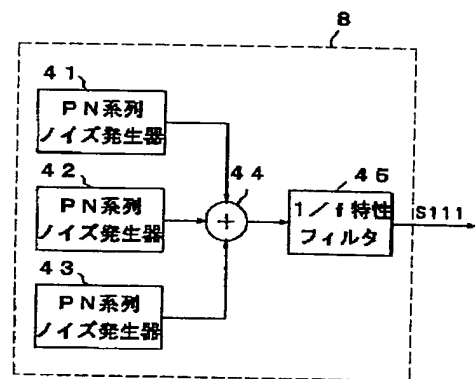 8
41
PN系列
ノイズ発生器
42
PN系列
ノイズ発生器
43
PN系列
ノイズ発生器
44
+
45
1/f特性
フィルタ
S111